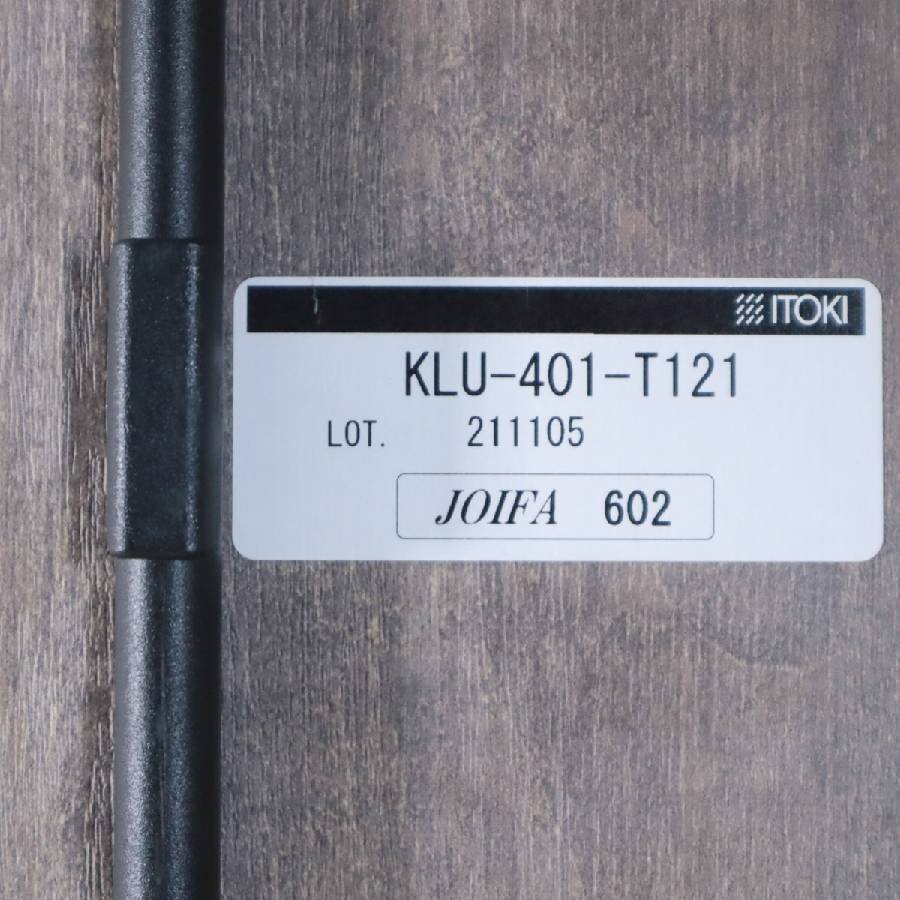 ITOKI
KLU-401-T121
LOT. 211105
JOIFA 602